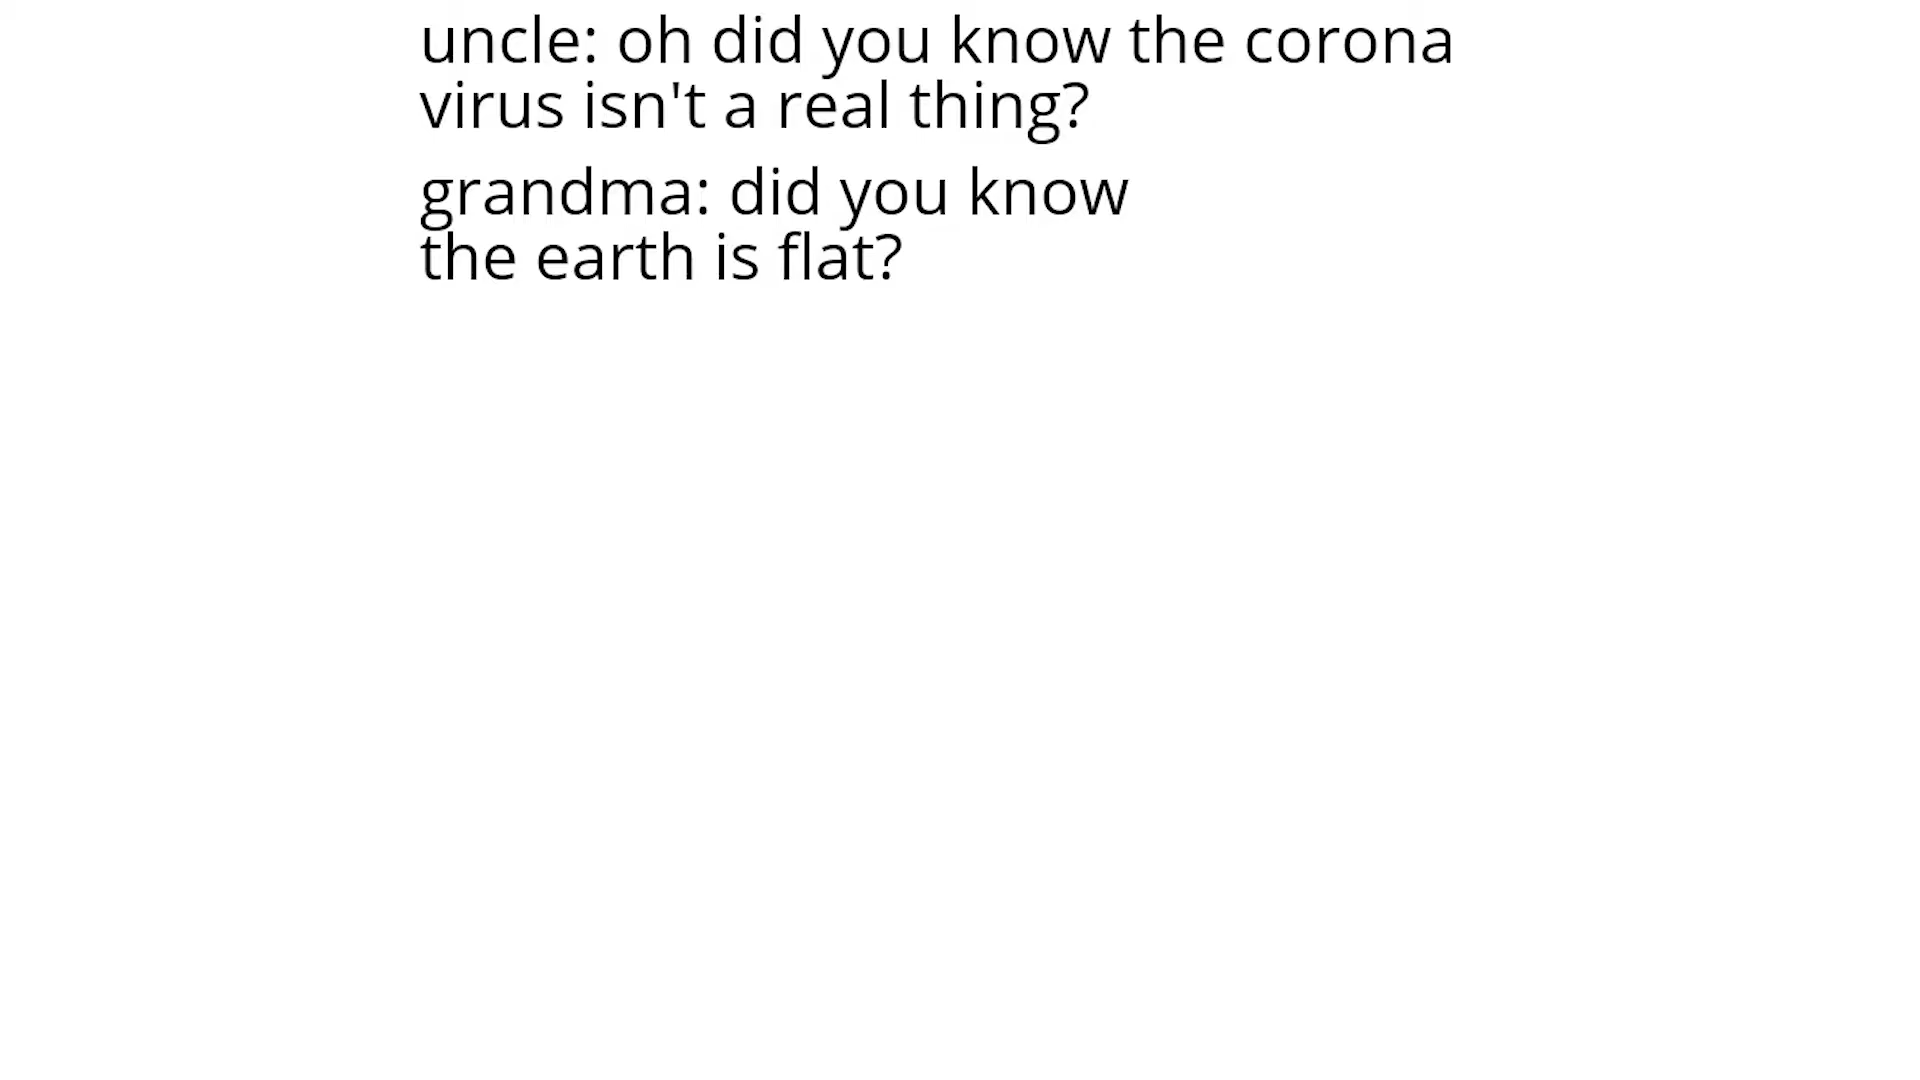 uncle: oh did you know the corona
virus isn't a real thing?
grandma: did you know
the earth is flat?